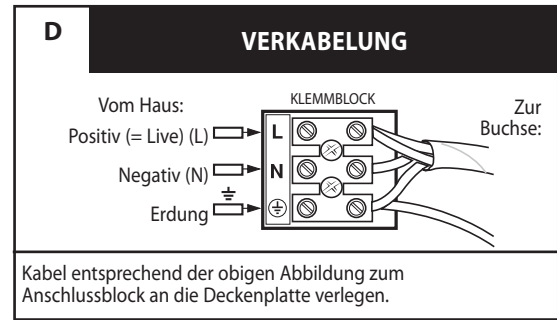 D
VERKABELUNG
Vom Haus:
KLEMMBLOCK
Zur
Buchse:
Positiv (= Live) (L)
L
Negativ (N)
N
Erdung
Kabel entsprechend der obigen Abbildung zum
Anschlussblock an die Deckenplatte verlegen.